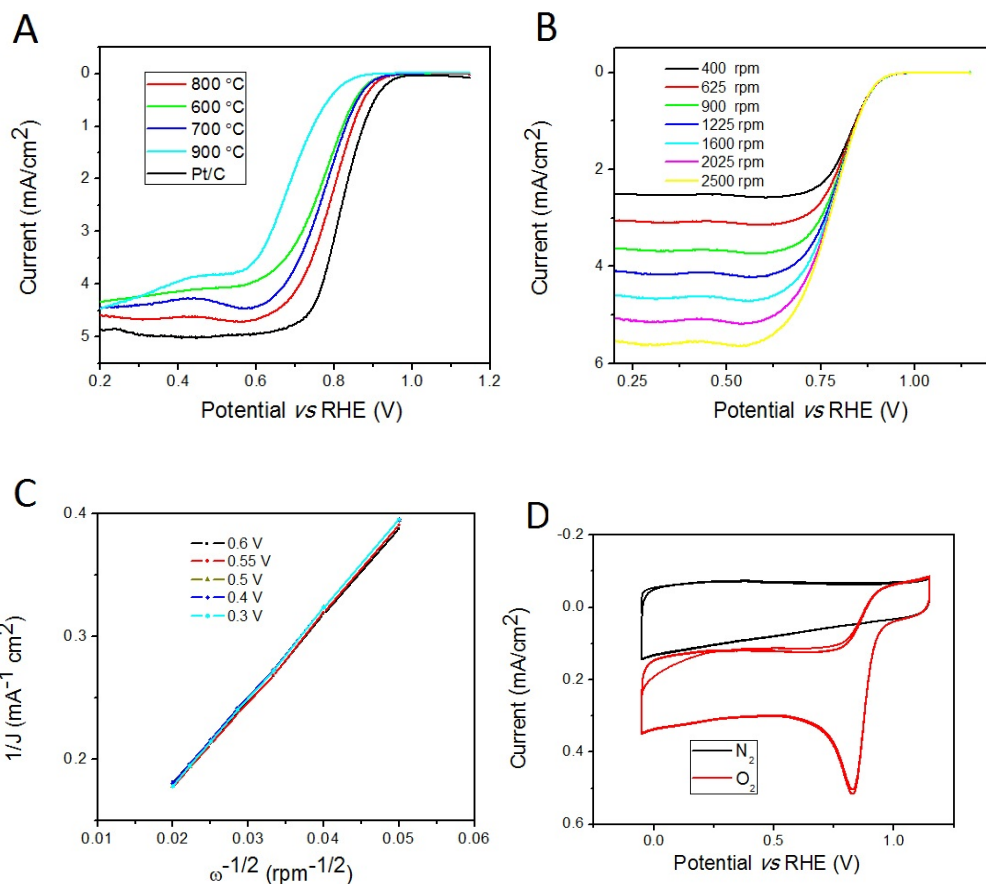 A
0
1
2
3
4
5
Current (mA/cm2)
800 °C
600 °C
700 °C
900 °C
Pt/C
0.2 0.4 0.6 0.8 1.0 1.2
Potential vs RHE (V)
B
0
2
4
6
Current (mA/cm2)
400 rpm
625 rpm
900 rpm
1225 rpm
1600 rpm
2025 rpm
2500 rpm
0.25 0.50 0.75 1.00
Potential vs RHE (V)
C
0.4
0.3
0.2
1/J (mA-1 cm2)
0.6 V
0.55 V
0.5 V
0.4 V
0.3 V
0.01 0.02 0.03 0.04 0.05 0.06
ω-1/2 (rpm-1/2)
D
-0.2
0.0
0.2
0.4
0.6
Current (mA/cm2)
N2
O2
0.0 0.5 1.0
Potential vs RHE (V)